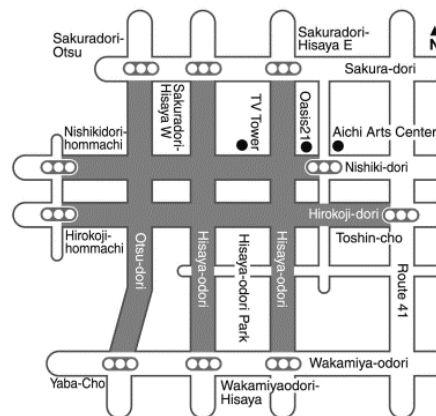 Sakuradori-
Otsu
Sakuradori-
Hisaya E
N
Sakura-dori
Sakuradori-
Hisaya W
TV Tower
Oasis21
Aichi Arts Center
Nishikidori-
hommachi
Nishiki-dori
Hirokoji-dori
Hirokoji-
hommachi
Toshin-cho
Otsu-dori
Hisaya-odori
Hisaya-odori Park
Hisaya-odori
Route 41
Wakamiya-odori
Yaba-Cho
Wakamiyaodori-
Hisaya